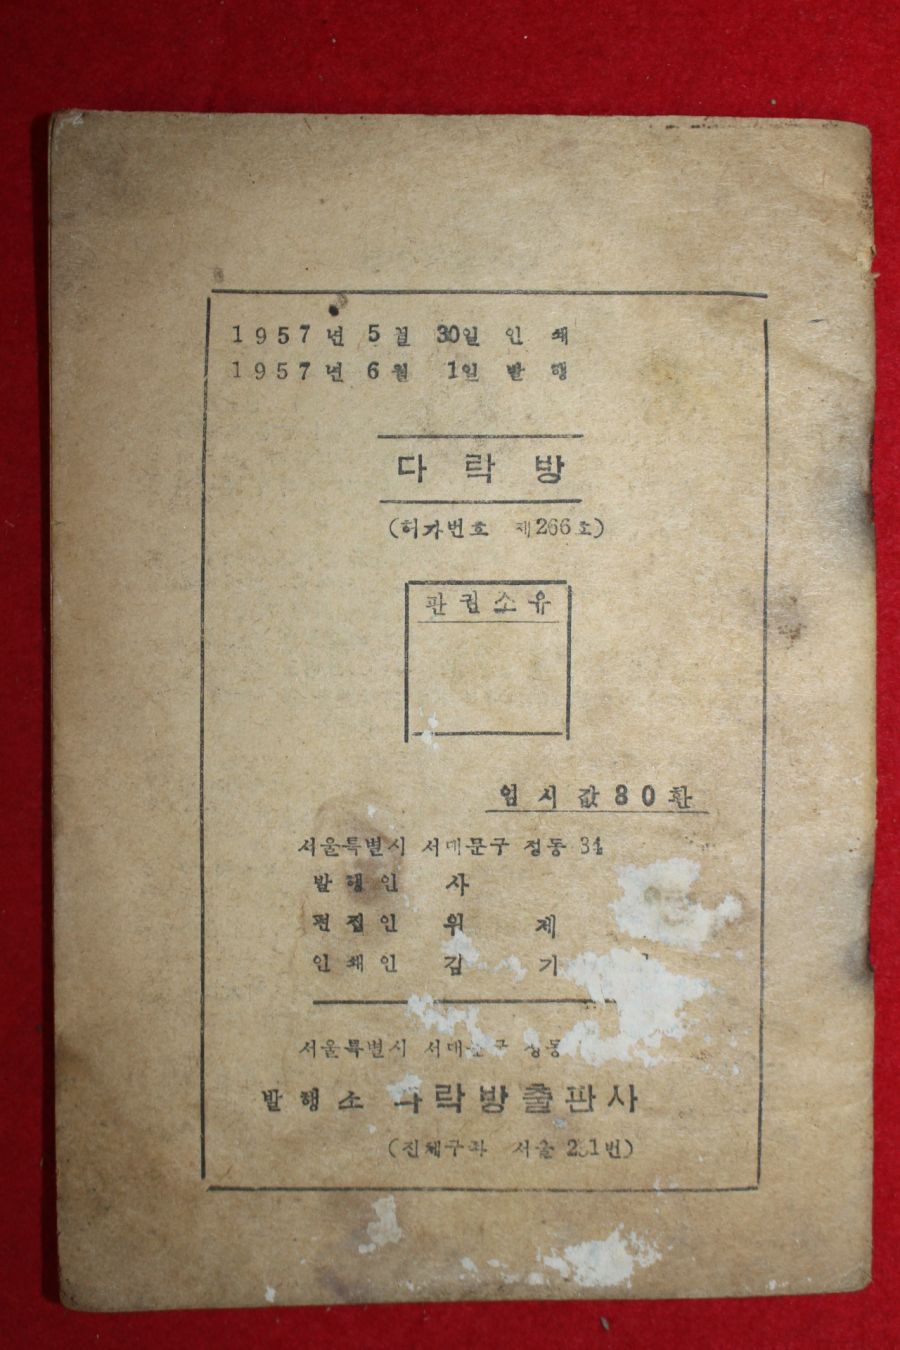 1957년 5월 30일 인쇄
1957년 6월 1일 발행
다락방
(허가번호 제266호)
판권소유
임시값 80환
서울특별시 서대문구 정동 34
발행인 사
편집인 위 제
인쇄인 김 기
서울특별시 서대문구 정동
발행소 다락방출판사
(진체구좌 서울 번)